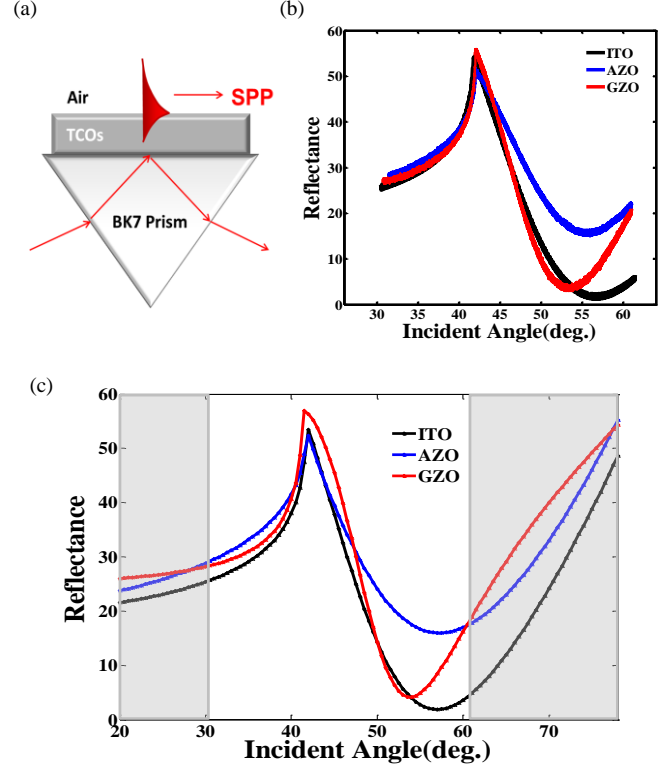 (a)
Air
SPP
TCOs
BK7 Prism
(b)
60
50
40
30
20
10
0
Reflectance
ITO
AZO
GZO
30 35 40 45 50 55 60
Incident Angle(deg.)
(c)
60
50
40
30
20
10
0
Reflectance
ITO
AZO
GZO
20 30 40 50 60 70
Incident Angle(deg.)